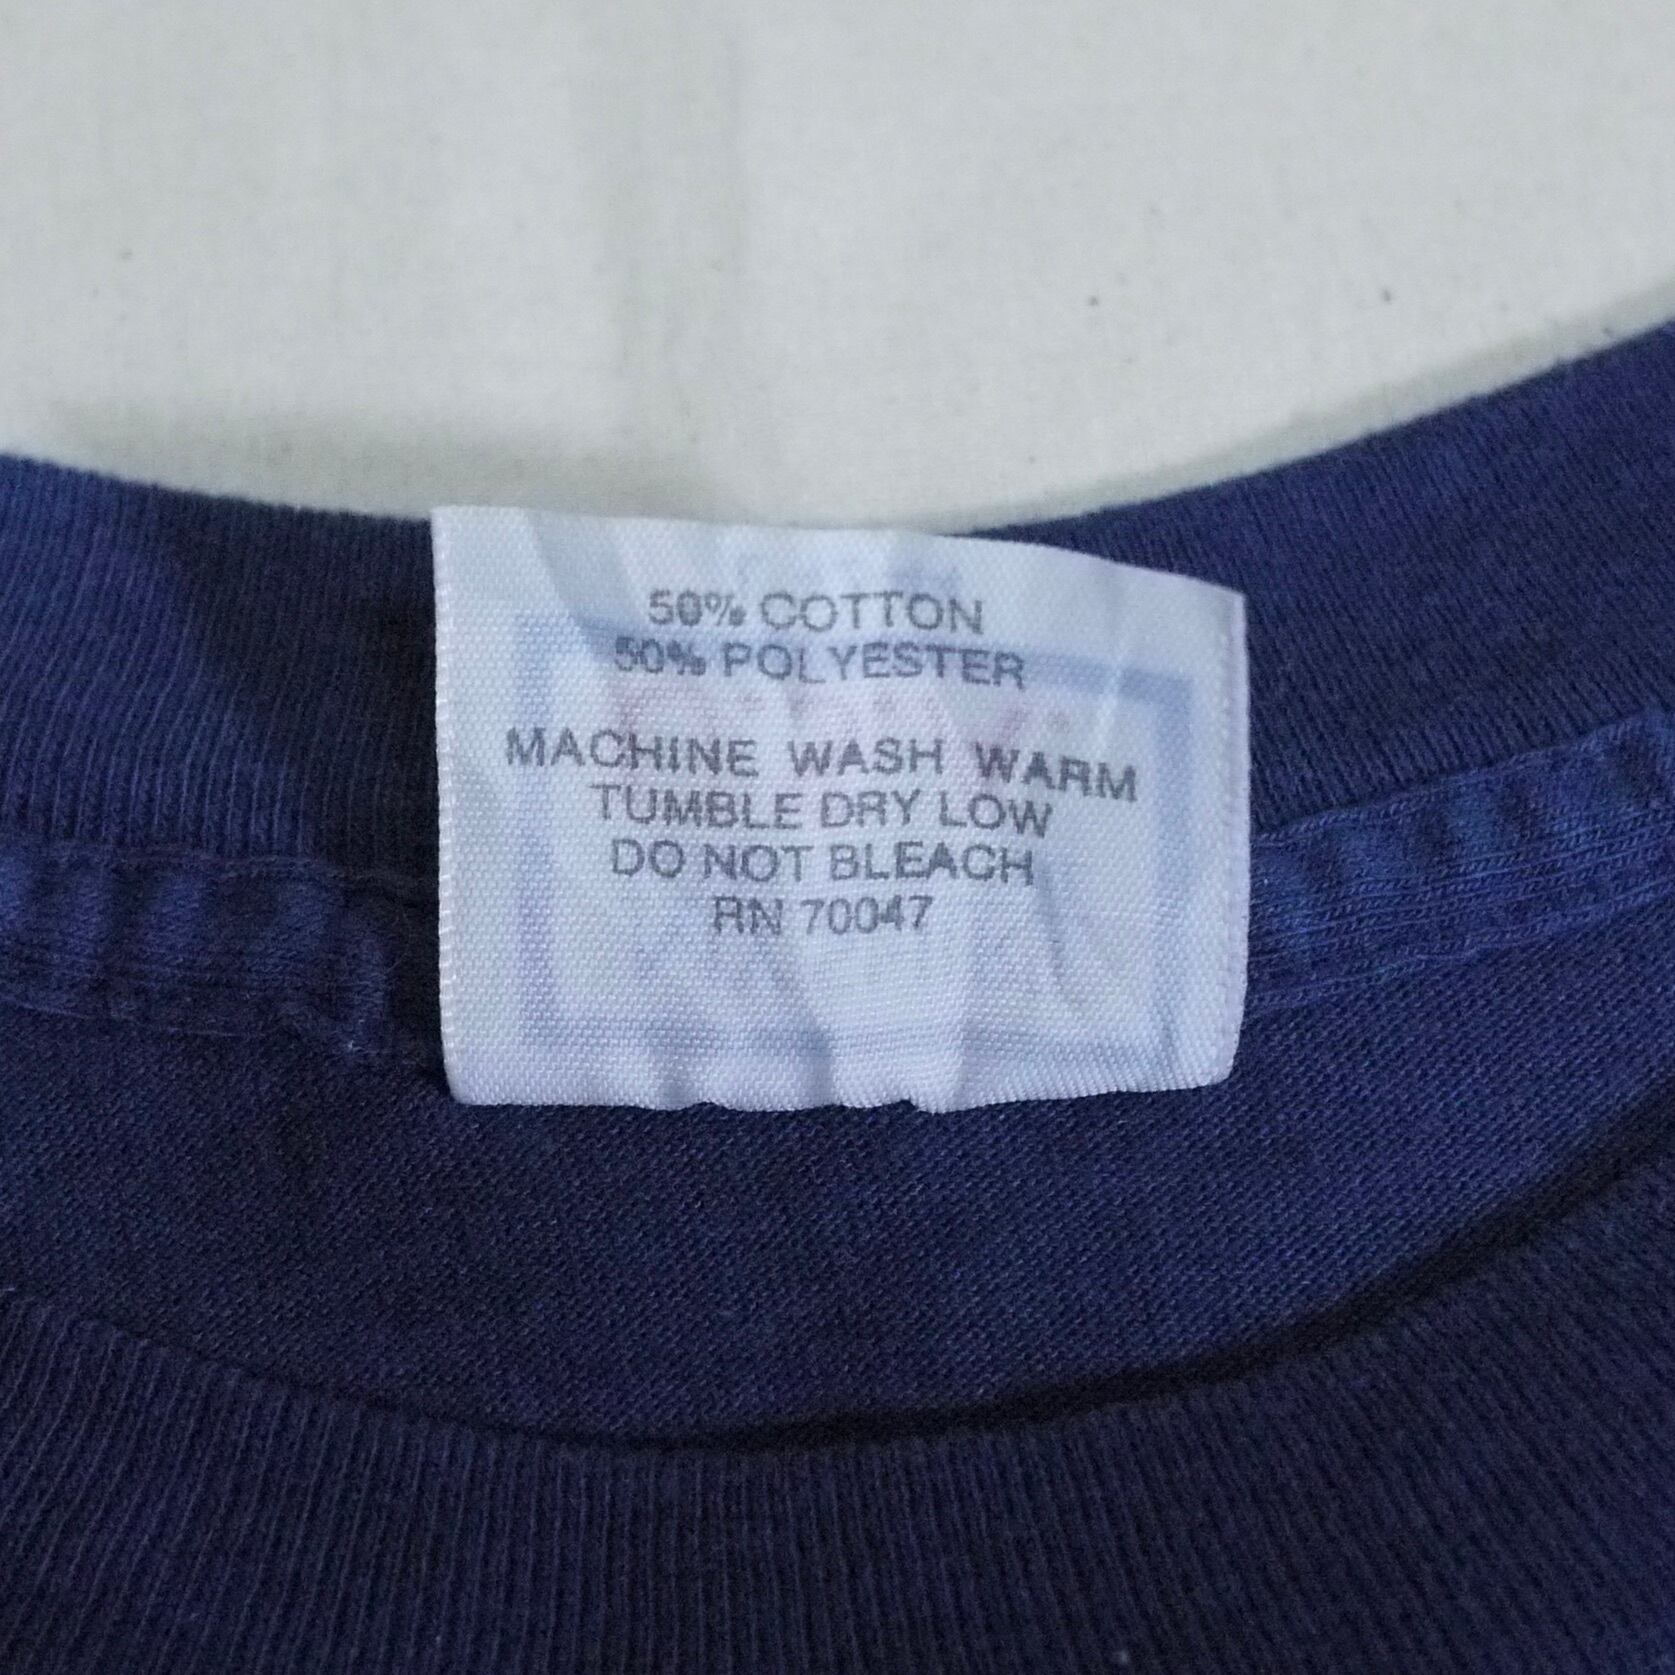 50% COTTON
50% POLYESTER
MACHINE WASH WARM
TUMBLE DRY LOW
DO NOT BLEACH
RN 70047